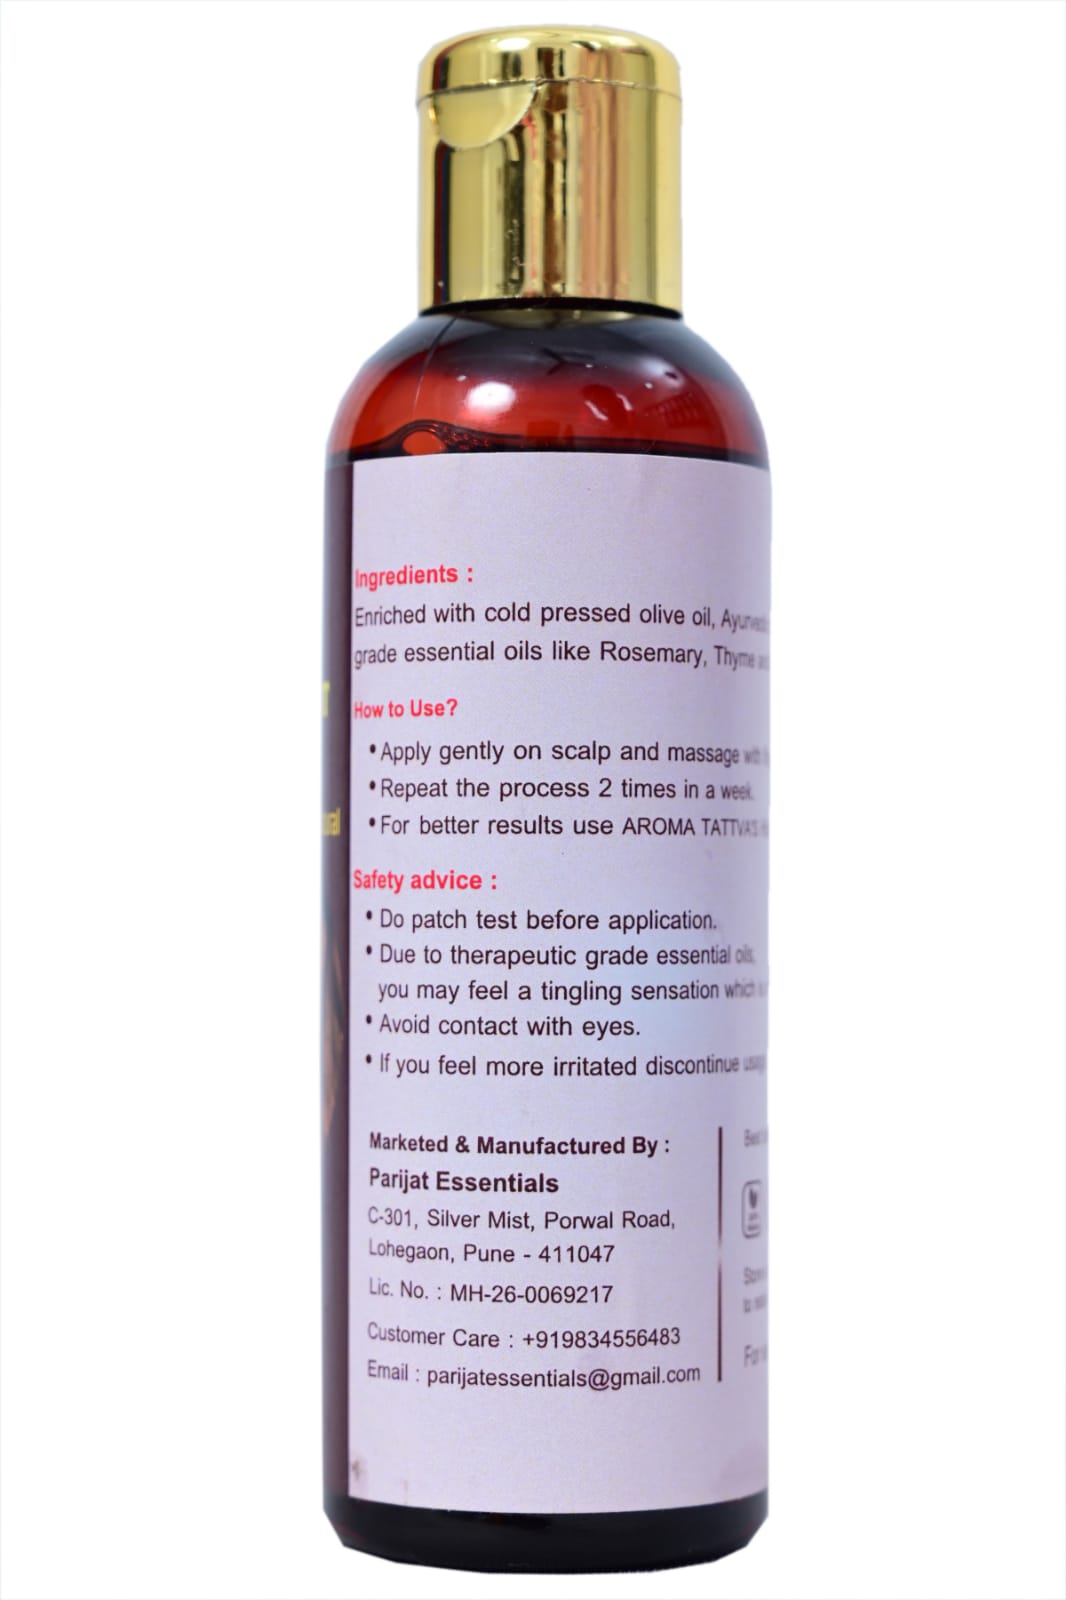 Ingredients :
Enriched with cold pressed olive oil,
grade essential oils like Rosemary, Thyme
How to Use?
•Apply gently on scalp and massage with
•Repeat the process 2 times in a week.
•For better results use AROMA TATTVA'S
Safety advice :
• Do patch test before application.
• Due to therapeutic grade essential oils,
you may feel a tingling sensation which
• Avoid contact with eyes.
• If you feel more irritated discontinue usage
Marketed & Manufactured By :
Parijat Essentials
C-301, Silver Mist, Porwal Road,
Lohegaon, Pune - 411047
Lic. No. : MH-26-0069217
Customer Care : +919834556483
Email : parijatessentials@gmail.com